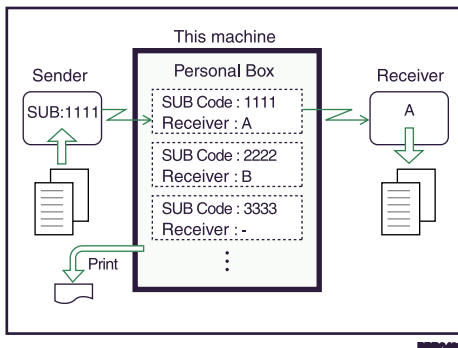 This machine
Sender
Personal Box
Receiver
SUB:1111
SUB Code : 1111
Receiver : A
A
SUB Code : 2222
Receiver : B
SUB Code : 3333
Receiver : -
Print